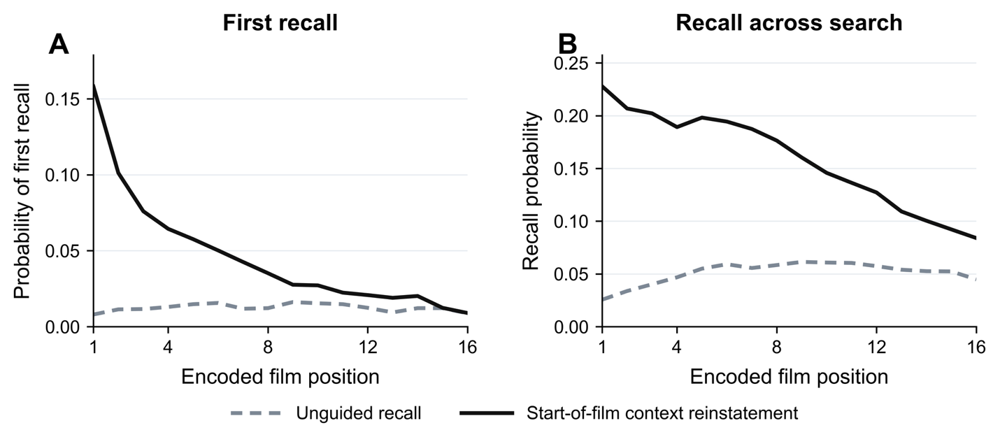 First recall
A
Probability of first recall
0.15
0.10
0.05
0.00
1 4 8 12 16
Encoded film position
Recall across search
B
Recall probability
0.25
0.20
0.15
0.10
0.05
0.00
1 4 8 12 16
Encoded film position
Unguided recall Start-of-film context reinstatement